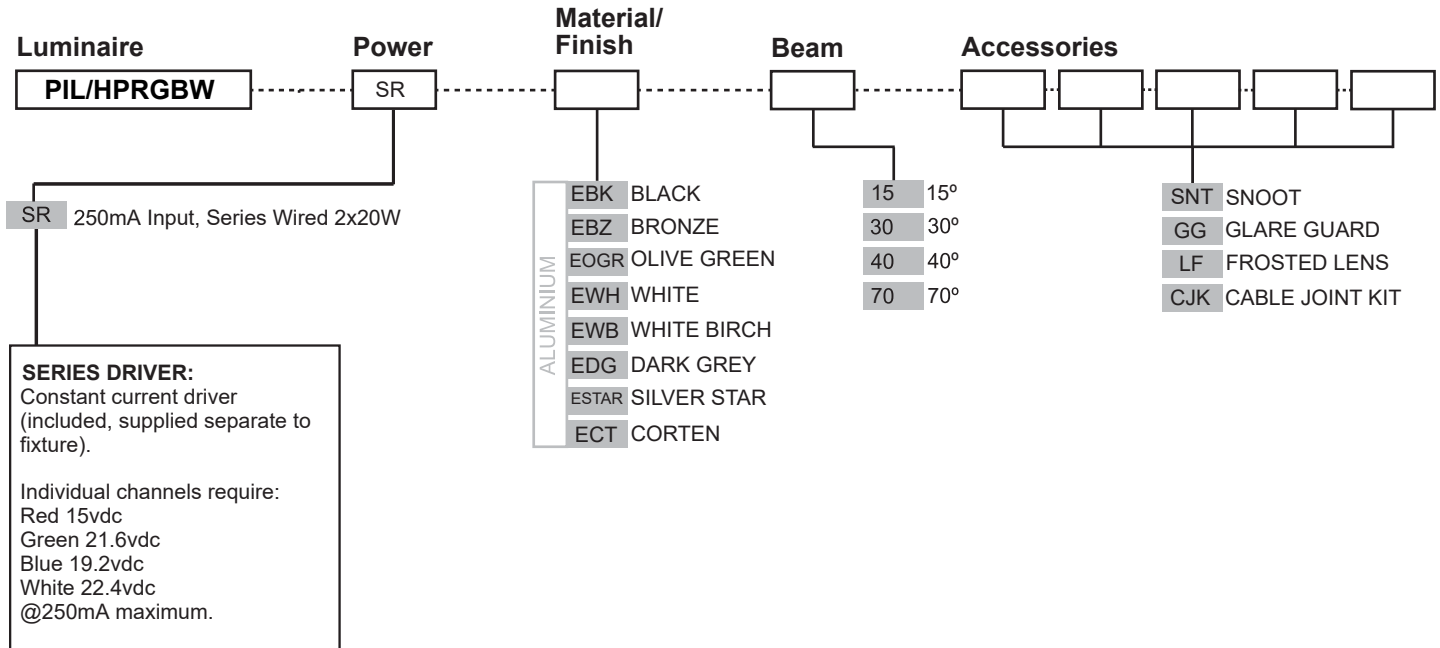 Luminaire
Power
Material/
Finish
Beam
Accessories
PIL/HPRGBW
SR
SR 250mA Input, Series Wired 2x20W
SERIES DRIVER:
Constant current driver
(included, supplied separate to
fixture).
Individual channels require:
Red 15vdc
Green 21.6vdc
Blue 19.2vdc
White 22.4vdc
@250mA maximum.
ALUMINIUM
EBK BLACK
EBZ BRONZE
EOGR OLIVE GREEN
EWH WHITE
EWB WHITE BIRCH
EDG DARK GREY
ESTAR SILVER STAR
ECT CORTEN
15 15º
30 30º
40 40º
70 70º
SNT SNOOT
GG GLARE GUARD
LF FROSTED LENS
CJK CABLE JOINT KIT